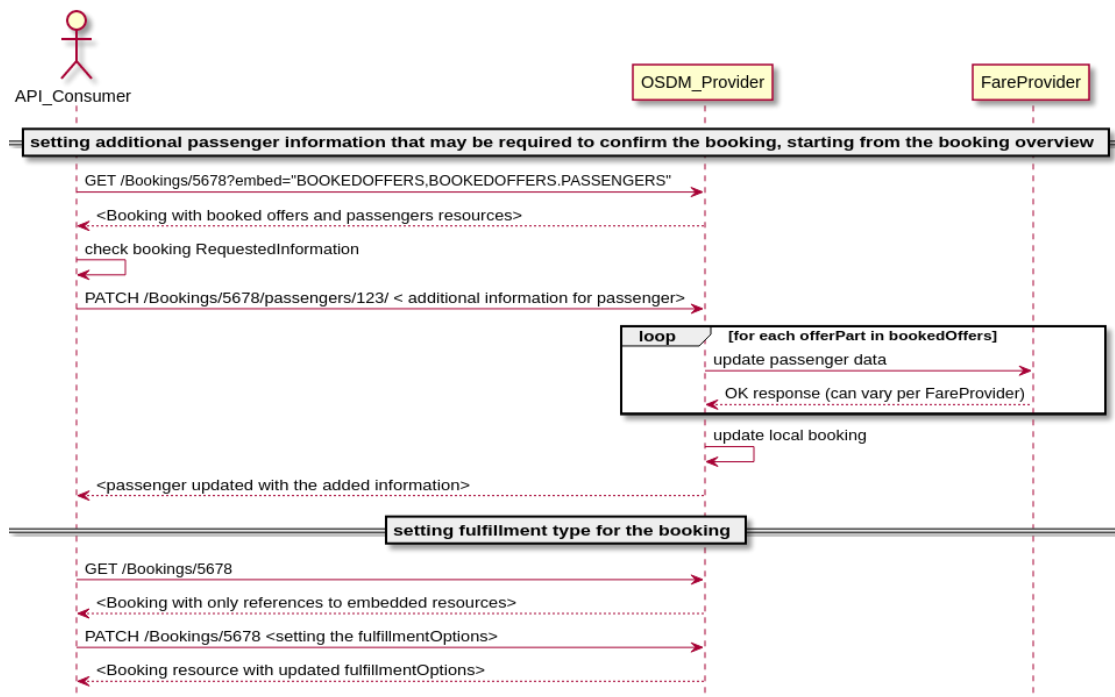 API_Consumer
OSDM_Provider
FareProvider
setting additional passenger information that may be required to confirm the booking, starting from the booking overview
GET /Bookings/5678?embed="BOOKEDOFFERS,BOOKEDOFFERS.PASSENGERS"
<Booking with booked offers and passengers resources>
check booking RequestedInformation
PATCH /Bookings/5678/passengers/123/ < additional information for passenger>
loop
[for each offerPart in bookedOffers]
update passenger data
OK response (can vary per FareProvider)
update local booking
<passenger updated with the added information>
setting fulfillment type for the booking
GET /Bookings/5678
<Booking with only references to embedded resources>
PATCH /Bookings/5678 <setting the fulfillmentOptions>
<Booking resource with updated fulfillmentOptions>